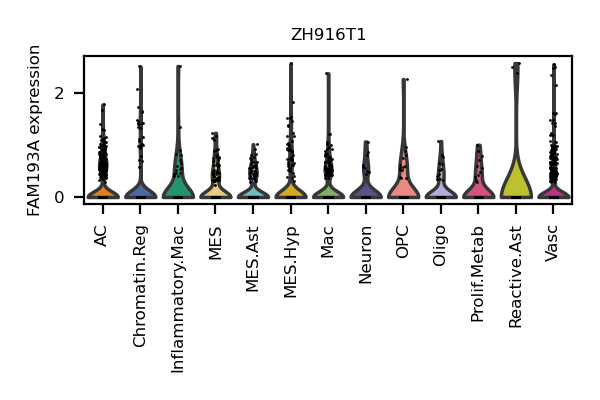 ZH916T1
FAM193A expression
2
0
AC
Chromatin.Reg
Inflammatory.Mac
MES
MES.Ast
MES.Hyp
Mac
Neuron
OPC
Oligo
Prolif.Metab
Reactive.Ast
Vasc